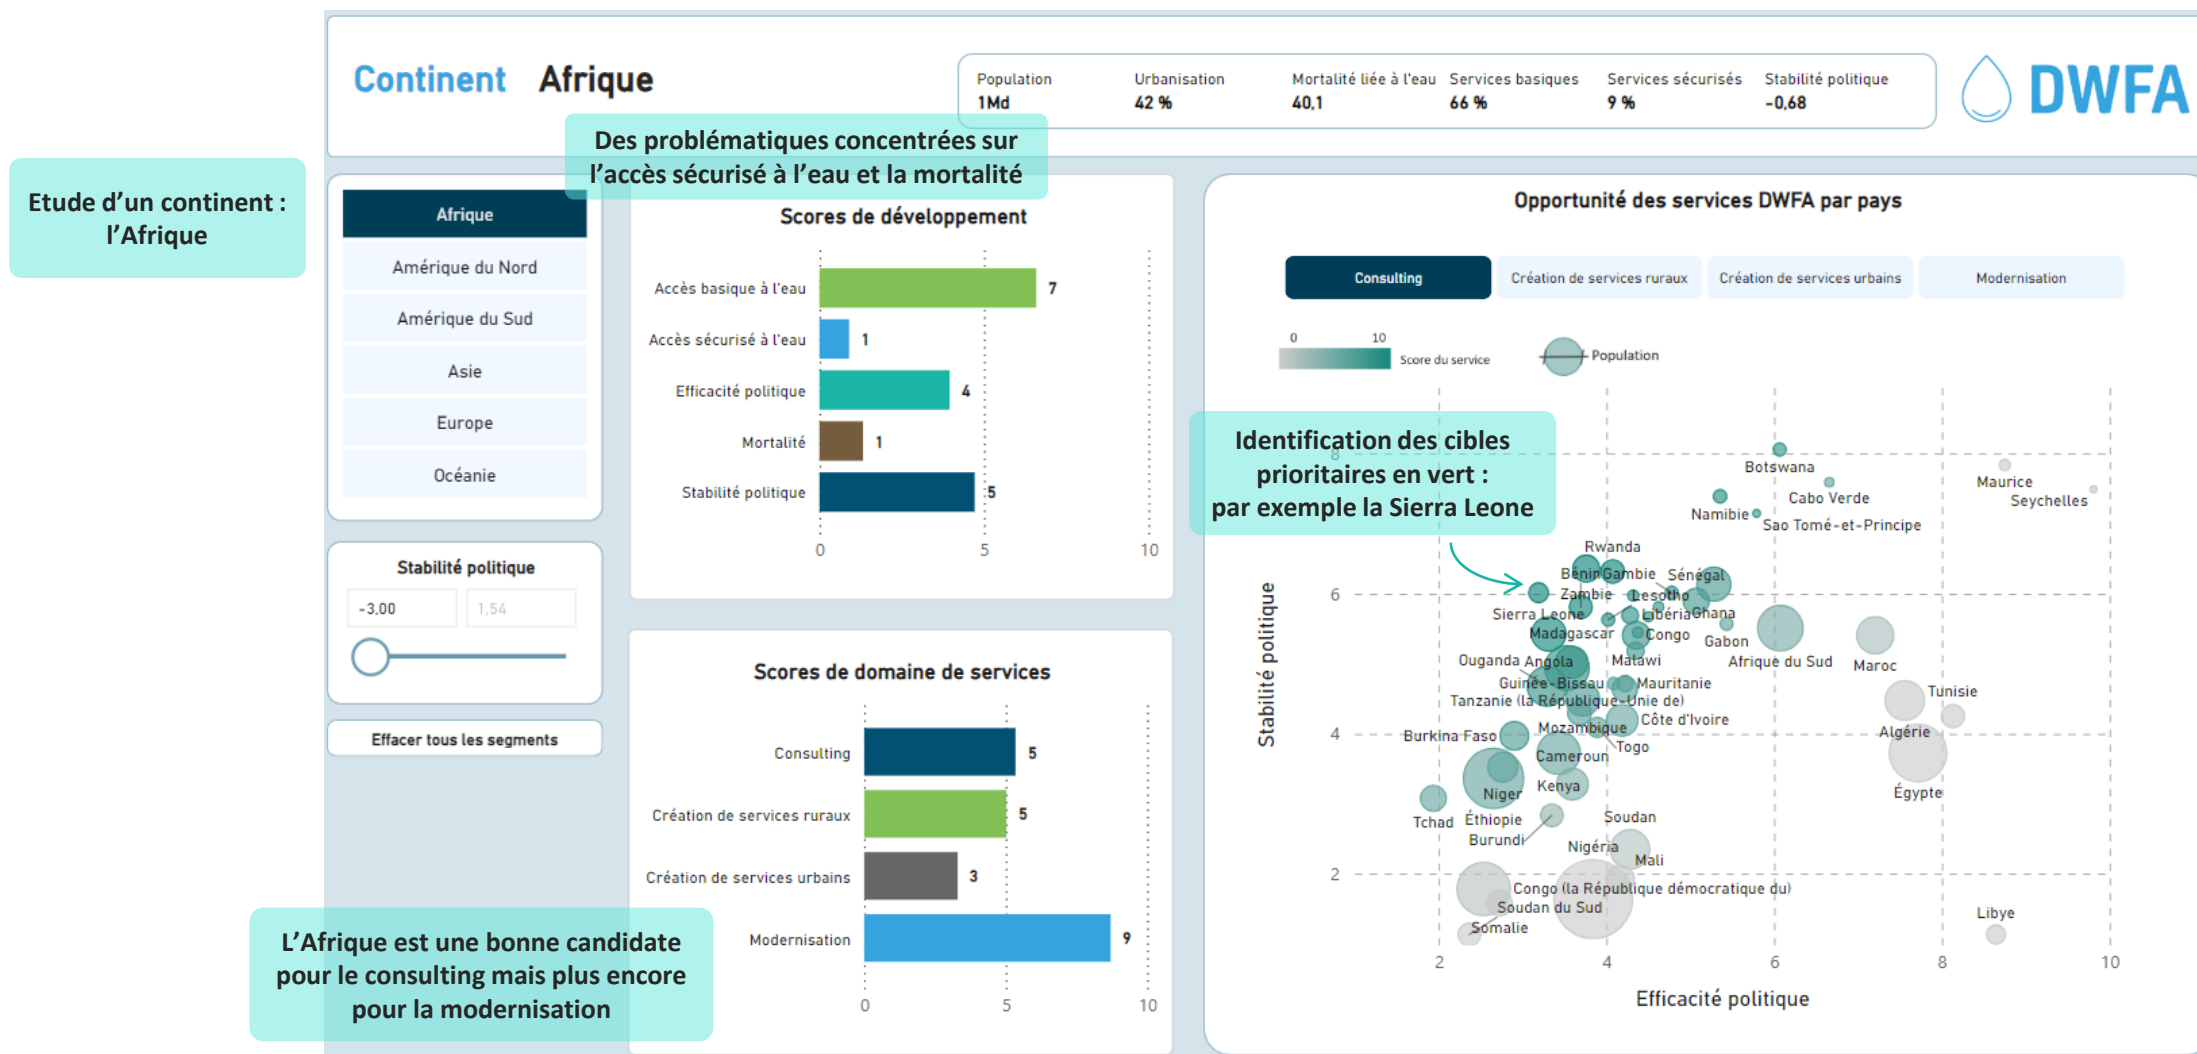 Continent Afrique
Population
1Md
Urbanisation
42 %
Mortalité liée à l'eau
40,1
Services basiques
66 %
Services sécurisés
9 %
Stabilité politique
-0,68
DWFA
Des problématiques concentrées sur
l'accès sécurisé à l'eau et la mortalité
Etude d'un continent :
l'Afrique
Afrique
Amérique du Nord
Amérique du Sud
Asie
Europe
Océanie
Stabilité politique
-3,00
1,54
Effacer tous les segments
Scores de développement
Accès basique à l'eau
7
Accès sécurisé à l'eau
1
Efficacité politique
4
Mortalité
1
Stabilité politique
5
0 5 10
Scores de domaine de services
Consulting
5
Création de services ruraux
5
Création de services urbains
3
Modernisation
9
0 5 10
L'Afrique est une bonne candidate
pour le consulting mais plus encore
pour la modernisation
Opportunité des services DWFA par pays
Consulting
Création de services ruraux
Création de services urbains
Modernisation
0 10
Score du service
Population
Identification des cibles
prioritaires en vert :
par exemple la Sierra Leone
Stabilité politique
8
6
4
2
Botswana
Maurice
Cabo Verde
Seychelles
Namibie
Sao Tomé-et-Principe
Rwanda
Bénin
Gambie
Sénégal
Zambie
Lesotho
Sierra Leone
Libéria
Ghana
Madagascar
Congo
Gabon
Ouganda
Angola
Malawi
Afrique du Sud
Maroc
Guinée-Bissau
Mauritanie
Tunisie
Tanzanie (la République-Unie de)
Côte d'Ivoire
Mozambique
Burkina Faso
Togo
Algérie
Cameroun
Kenya
Niger
Égypte
Tchad
Éthiopie
Soudan
Burundi
Nigéria
Mali
Congo (la République démocratique du)
Soudan du Sud
Somalie
Libye
2 4 6 8 10
Efficacité politique